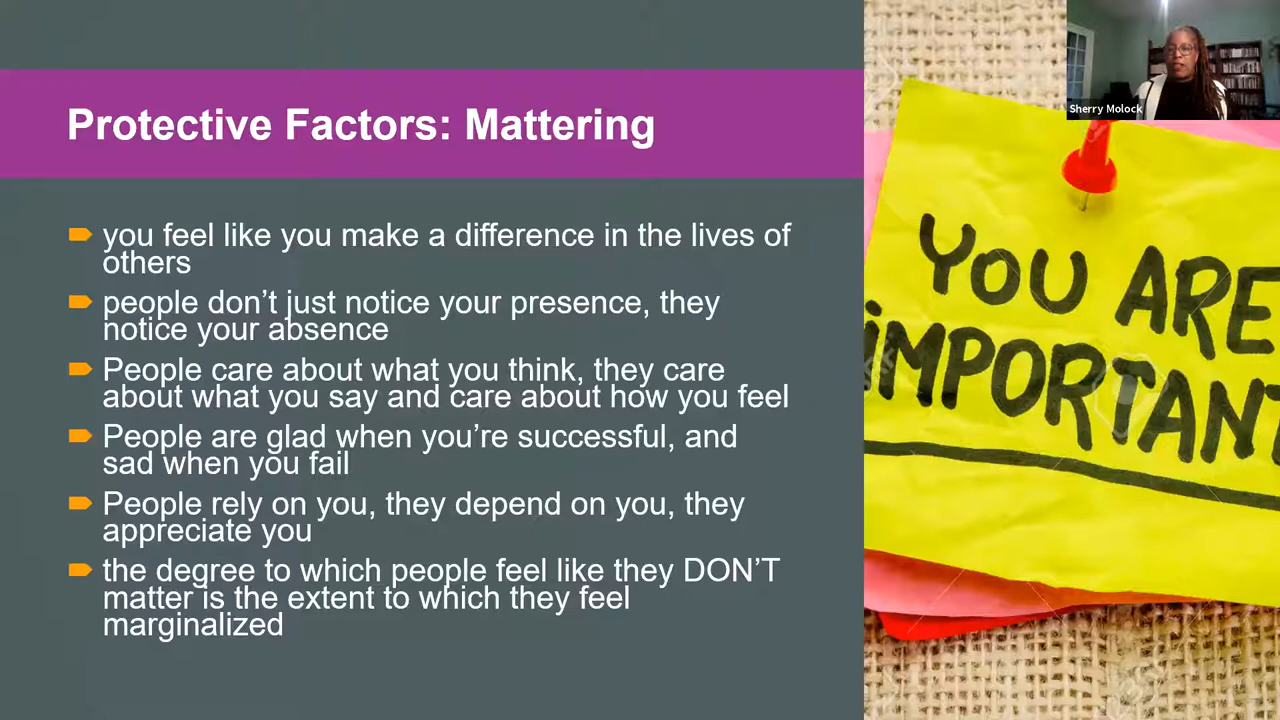 Protective Factors: Mattering
you feel like you make a difference in the lives of
others
people don’t just notice your presence, they
notice your absence
People care about what you think, they care
about what you say and care about how you feel
People are glad when you’re successful, and
sad when you fail
People rely on you, they depend on you, they
appreciate you
the degree to which people feel like they DON’T
matter is the extent to which they feel
marginalized
Sherry Molock
YOU ARE
iMPORTANT